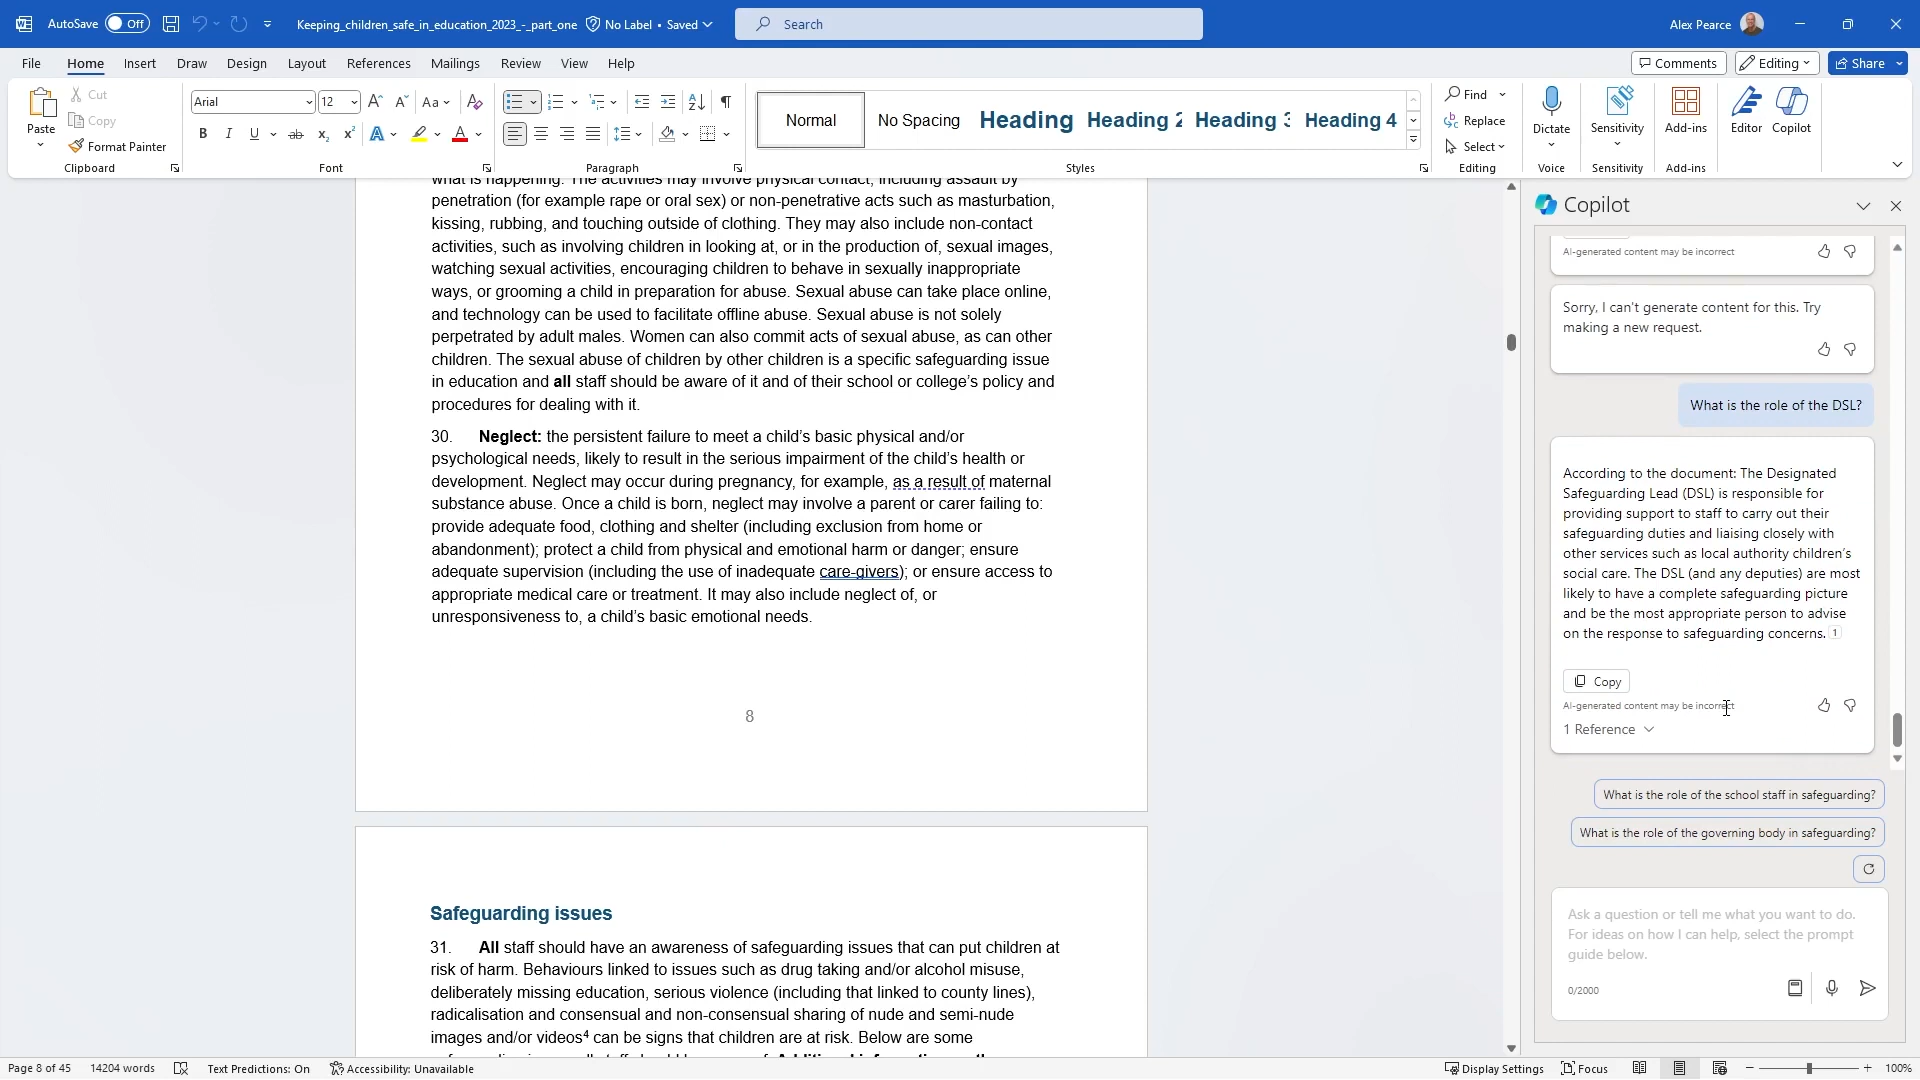 AutoSave Off Keeping_children_safe_in_education_2023_-_part_one No Label • Saved Search Alex Pearce
File Home Insert Draw Design Layout References Mailings Review View Help Comments Editing Share
Paste Cut Copy Format Painter
Clipboard
Arial 12 Aa
B I U ab x₂ x² A A
Font
Paragraph
Normal No Spacing Heading Heading 2 Heading 3 Heading 4
Styles
Find Replace Select
Editing
Dictate
Voice
Sensitivity
Sensitivity
Add-ins
Add-ins
Editor Copilot
what is happening. The activities may involve physical contact, including assault by
penetration (for example rape or oral sex) or non-penetrative acts such as masturbation,
kissing, rubbing, and touching outside of clothing. They may also include non-contact
activities, such as involving children in looking at, or in the production of, sexual images,
watching sexual activities, encouraging children to behave in sexually inappropriate
ways, or grooming a child in preparation for abuse. Sexual abuse can take place online,
and technology can be used to facilitate offline abuse. Sexual abuse is not solely
perpetrated by adult males. Women can also commit acts of sexual abuse, as can other
children. The sexual abuse of children by other children is a specific safeguarding issue
in education and all staff should be aware of it and of their school or college's policy and
procedures for dealing with it.
30. Neglect: the persistent failure to meet a child's basic physical and/or
psychological needs, likely to result in the serious impairment of the child's health or
development. Neglect may occur during pregnancy, for example, as a result of maternal
substance abuse. Once a child is born, neglect may involve a parent or carer failing to:
provide adequate food, clothing and shelter (including exclusion from home or
abandonment); protect a child from physical and emotional harm or danger; ensure
adequate supervision (including the use of inadequate care-givers); or ensure access to
appropriate medical care or treatment. It may also include neglect of, or
unresponsiveness to, a child's basic emotional needs.
8
Safeguarding issues
31. All staff should have an awareness of safeguarding issues that can put children at
risk of harm. Behaviours linked to issues such as drug taking and/or alcohol misuse,
deliberately missing education, serious violence (including that linked to county lines),
radicalisation and consensual and non-consensual sharing of nude and semi-nude
images and/or videos⁴ can be signs that children are at risk. Below are some
Copilot
AI-generated content may be incorrect
Sorry, I can't generate content for this. Try
making a new request.
What is the role of the DSL?
According to the document: The Designated
Safeguarding Lead (DSL) is responsible for
providing support to staff to carry out their
safeguarding duties and liaising closely with
other services such as local authority children's
social care. The DSL (and any deputies) are most
likely to have a complete safeguarding picture
and be the most appropriate person to advise
on the response to safeguarding concerns. 1
Copy
AI-generated content may be incorrect
1 Reference
What is the role of the school staff in safeguarding?
What is the role of the governing body in safeguarding?
Ask a question or tell me what you want to do.
For ideas on how I can help, select the prompt
guide below.
0/2000
Page 8 of 45 14204 words Text Predictions: On Accessibility: Unavailable Display Settings Focus 100%